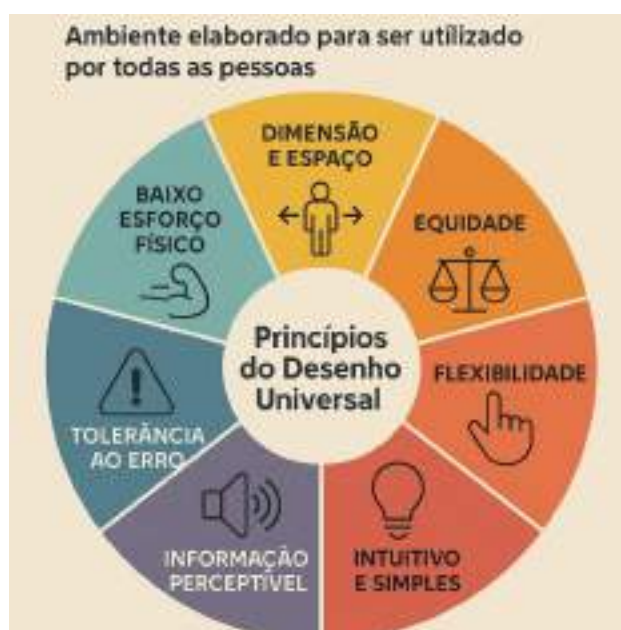 Ambiente elaborado para ser utilizado
por todas as pessoas
DIMENSÃO
E ESPAÇO
EQUIDADE
FLEXIBILIDADE
INTUITIVO
E SIMPLES
INFORMAÇÃO
PERCEPTÍVEL
TOLERÂNCIA
AO ERRO
BAIXO
ESFORÇO
FÍSICO
Princípios
do Desenho
Universal